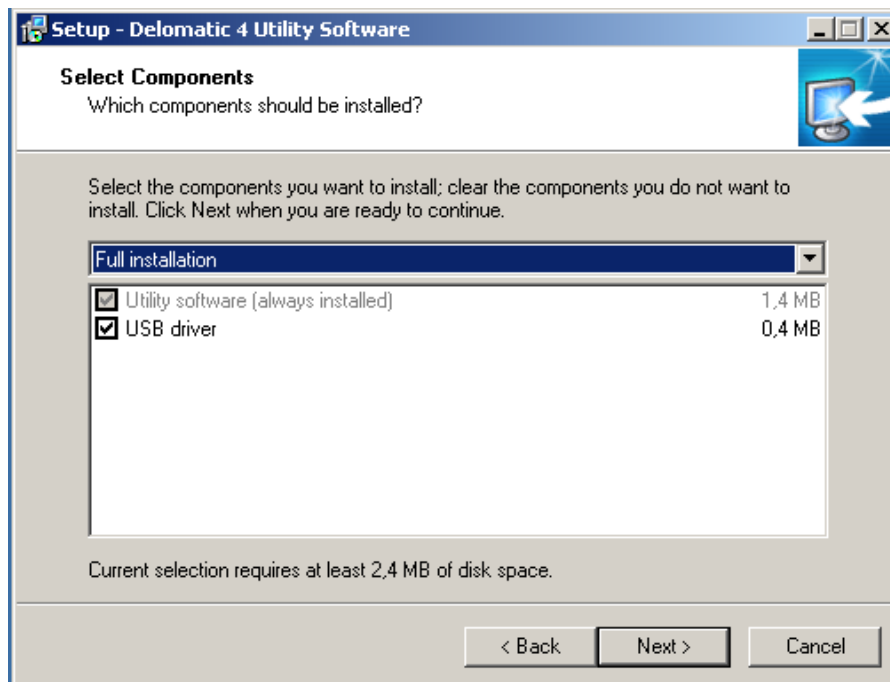 Setup - Delomatic 4 Utility Software
Select Components
Which components should be installed?
Select the components you want to install; clear the components you do not want to
install. Click Next when you are ready to continue.
Full installation
Utility software (always installed) 1,4 MB
USB driver 0,4 MB
Current selection requires at least 2,4 MB of disk space.
< Back Next > Cancel